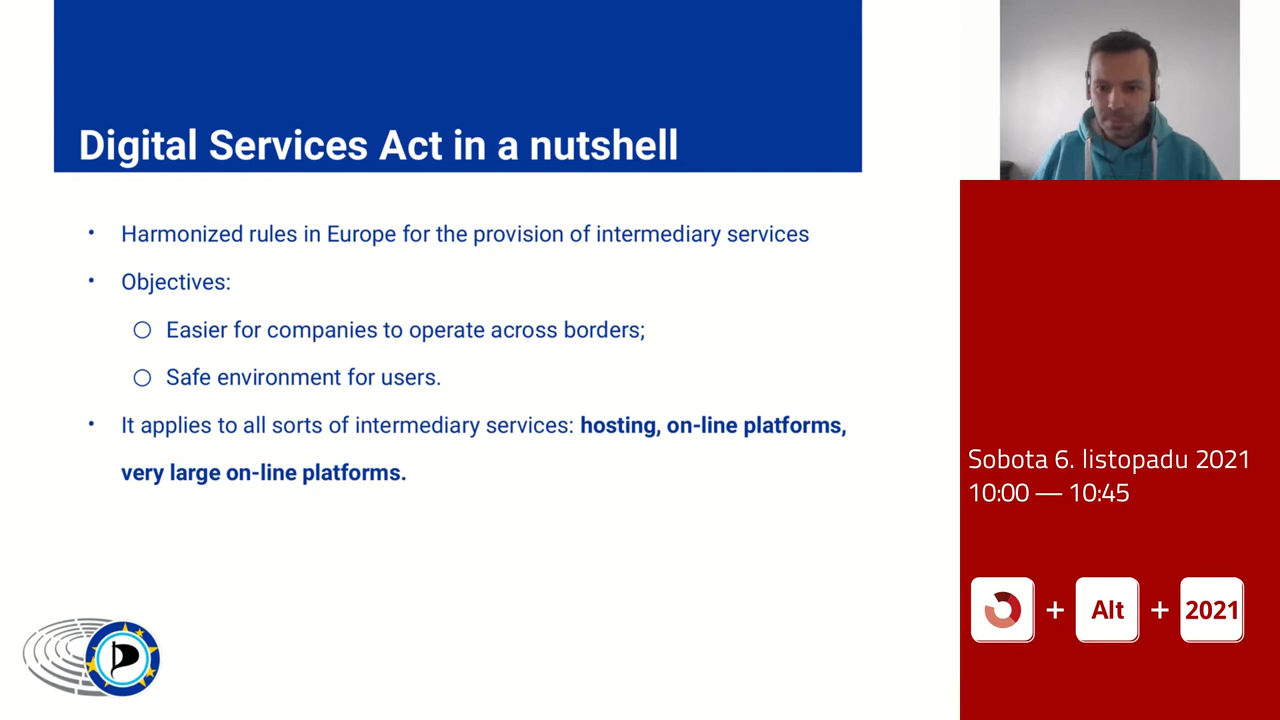 Digital Services Act in a nutshell
• Harmonized rules in Europe for the provision of intermediary services
• Objectives:
○ Easier for companies to operate across borders;
○ Safe environment for users.
• It applies to all sorts of intermediary services: hosting, on-line platforms,
very large on-line platforms.
Sobota 6. listopadu 2021
10:00 — 10:45
+ Alt + 2021